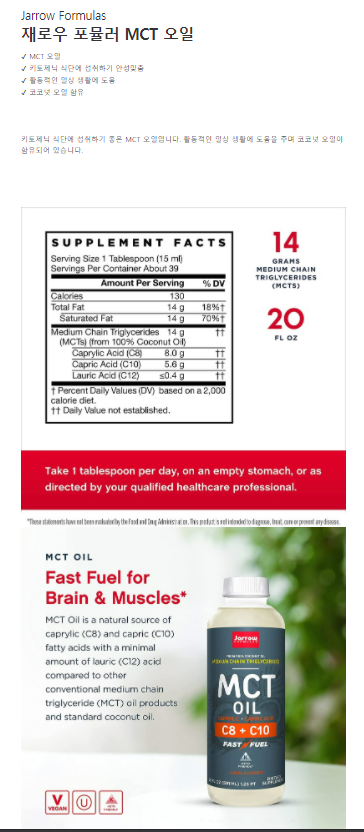 Jarrow Formulas
재로우 포뮬러 MCT 오일
✓ MCT 오일
✓ 키토제닉 식단에 섭취하기 안성맞춤
✓ 활동적인 일상 생활에 도움
✓ 코코넛 오일 함유
키토제닉 식단에 섭취하기 좋은 MCT 오일입니다. 활동적인 일상 생활에 도움을 주며 코코넛 오일이
함유되어 있습니다.
SUPPLEMENT FACTS
Serving Size 1 Tablespoon (15 ml)
Servings Per Container About 39
Amount Per Serving % DV
Calories 130
Total Fat 14 g 18%†
Saturated Fat 14 g 70%†
Medium Chain Triglycerides 14 g ††
(MCTs) (from 100% Coconut Oil)
Caprylic Acid (C8) 8.0 g ††
Capric Acid (C10) 5.6 g ††
Lauric Acid (C12) ≤0.4 g ††
† Percent Daily Values (DV) based on a 2,000
calorie diet.
†† Daily Value not established.
14
GRAMS
MEDIUM CHAIN
TRIGLYCERIDES
(MCTS)
20
FL OZ
Take 1 tablespoon per day, on an empty stomach, or as
directed by your qualified healthcare professional.
*These statements have not been evaluated by the Food and Drug Administration. This product is not intended to diagnose, treat, cure or prevent any disease.
MCT OIL
Fast Fuel for
Brain & Muscles*
MCT Oil is a natural source of
caprylic (C8) and capric (C10)
fatty acids with a minimal
amount of lauric (C12) acid
compared to other
conventional medium chain
triglyceride (MCT) oil products
and standard coconut oil.
Jarrow
FORMULAS
MEDIUM CHAIN TRIGLYCERIDES
MCT
OIL
C8 + C10
FAST FUEL
VEGAN
U